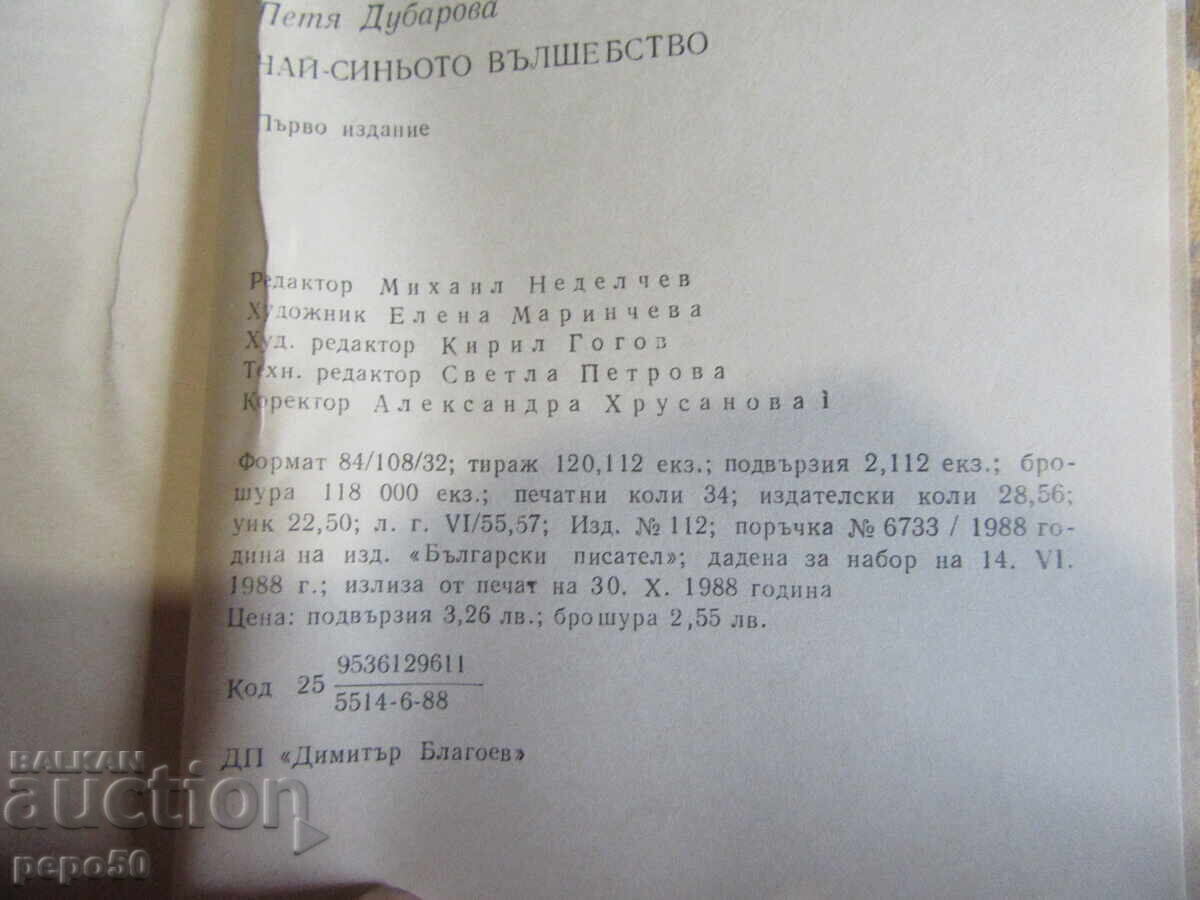 Петя Дубарова
НАЙ-СИНЬОТО ВЪЛШЕБСТВО
Първо издание
Редактор Михаил Неделчев
Художник Елена Маринчева
Худ. редактор Кирил Гогов
Техн. редактор Светла Петрова
Коректор Александра Хрусанова 1
Формат 84/108/32; тираж 120,112 екз.; подвързия 2,112 екз.; бро-
шура 118 000 екз.; печатни коли 34; издателски коли 28,56;
уик 22,50; л. г. VI/55,57; Изд. № 112; поръчка № 6733 / 1988 го-
дина на изд. «Български писател»; дадена за набор на 14. VI.
1988 г.; излиза от печат на 30. X. 1988 година
Цена: подвързия 3,26 лв.; брошура 2,55 лв.
Код 25 9536129611
5514-6-88
ДП «Димитър Благоев»
BALKAN
auction
pepo50